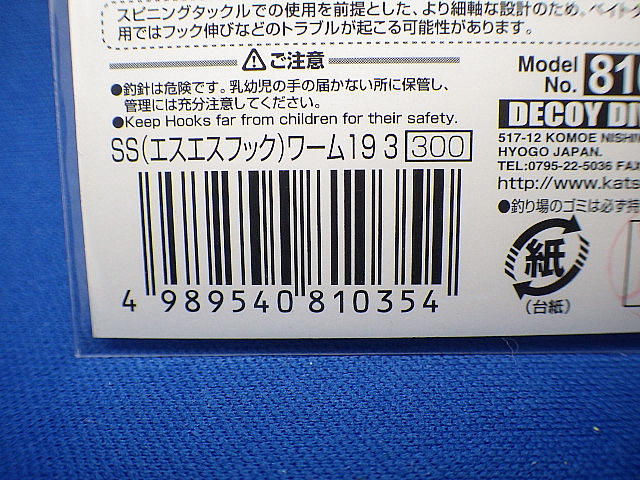 スピニングタックルでの使用を前提とした、より細軸な設計のため、ベイト
用ではフック伸びなどのトラブルが起こる可能性があります。
ご注意
●釣針は危険です。乳幼児の手の届かない所に保管し、
管理には充分注意してください。
●Keep Hooks far from children for their safety.
SS(エスエスフック)ワーム19 3 300
4 989540 810354
Model No. 810
DECOY DI
517-12 KOMOE NISHI
HYOGO JAPAN.
TEL:0795-22-5036 FAX
http://www.kats
●釣り場のゴミは必ず持
紙
(台紙)